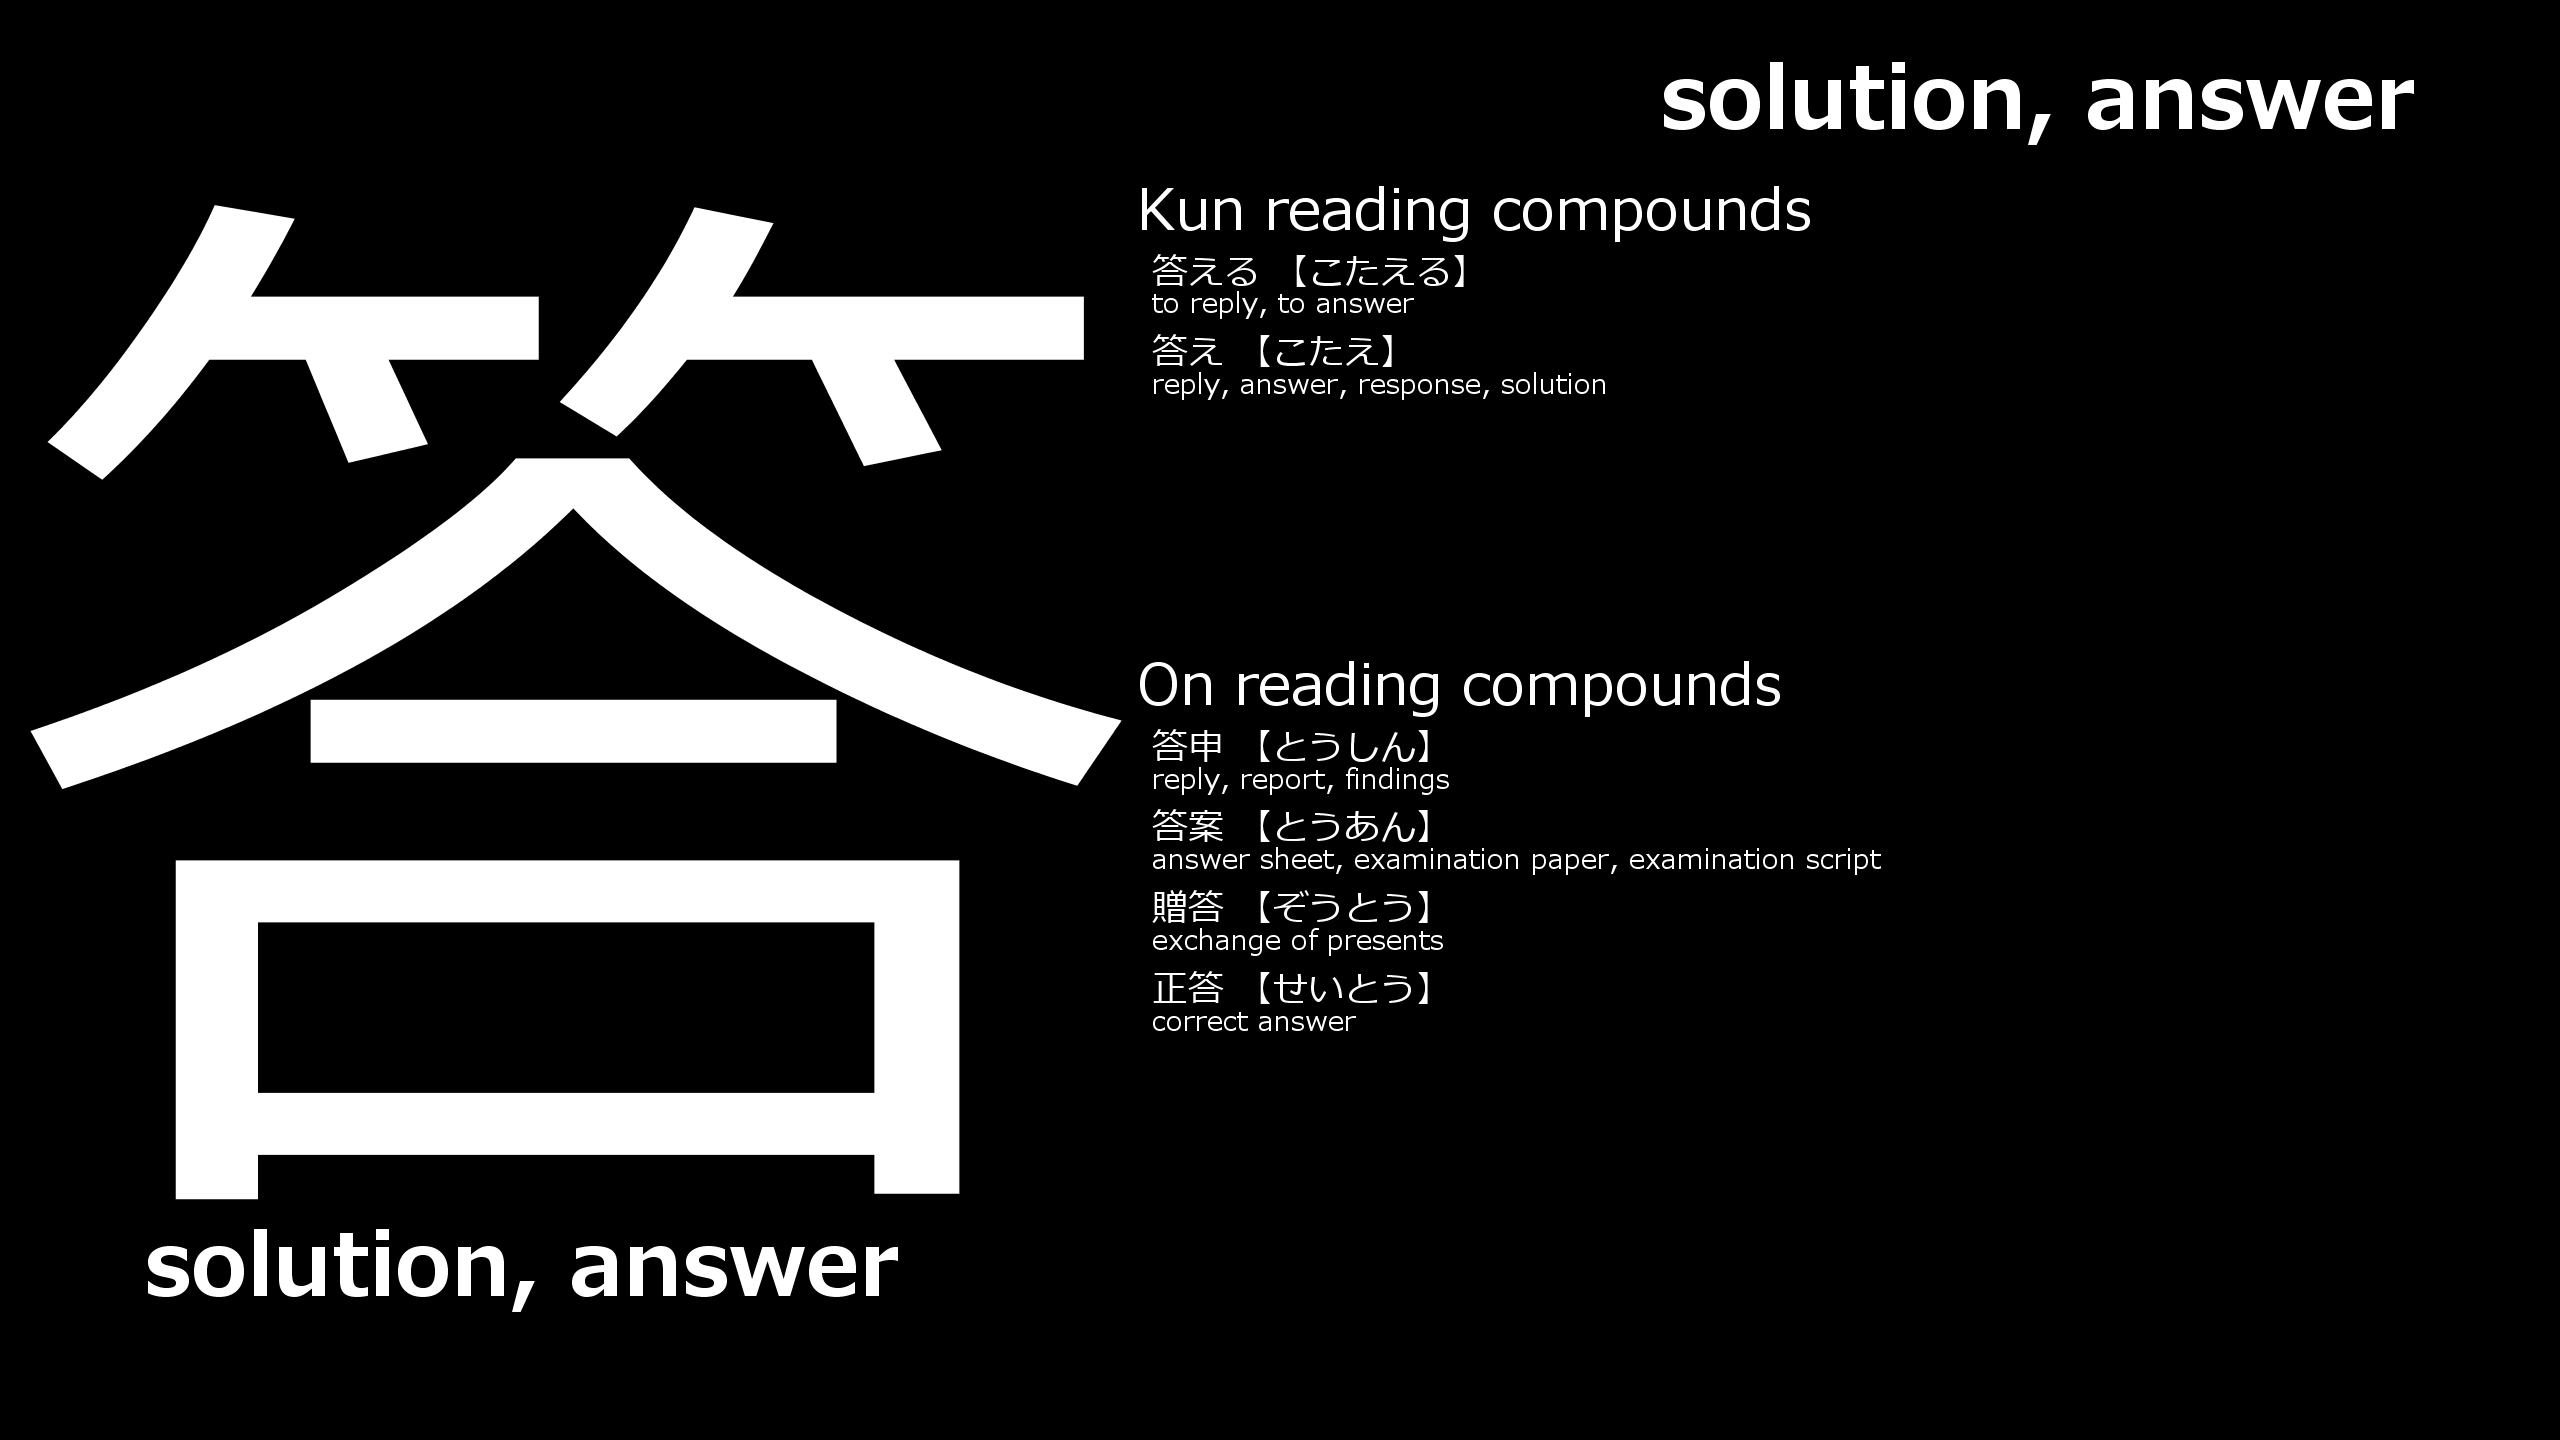 solution, answer
答
solution, answer
Kun reading compounds
答える 【こたえる】
to reply, to answer
答え 【こたえ】
reply, answer, response, solution
On reading compounds
答申 【とうしん】
reply, report, findings
答案 【とうあん】
answer sheet, examination paper, examination script
贈答 【ぞうとう】
exchange of presents
正答 【せいとう】
correct answer